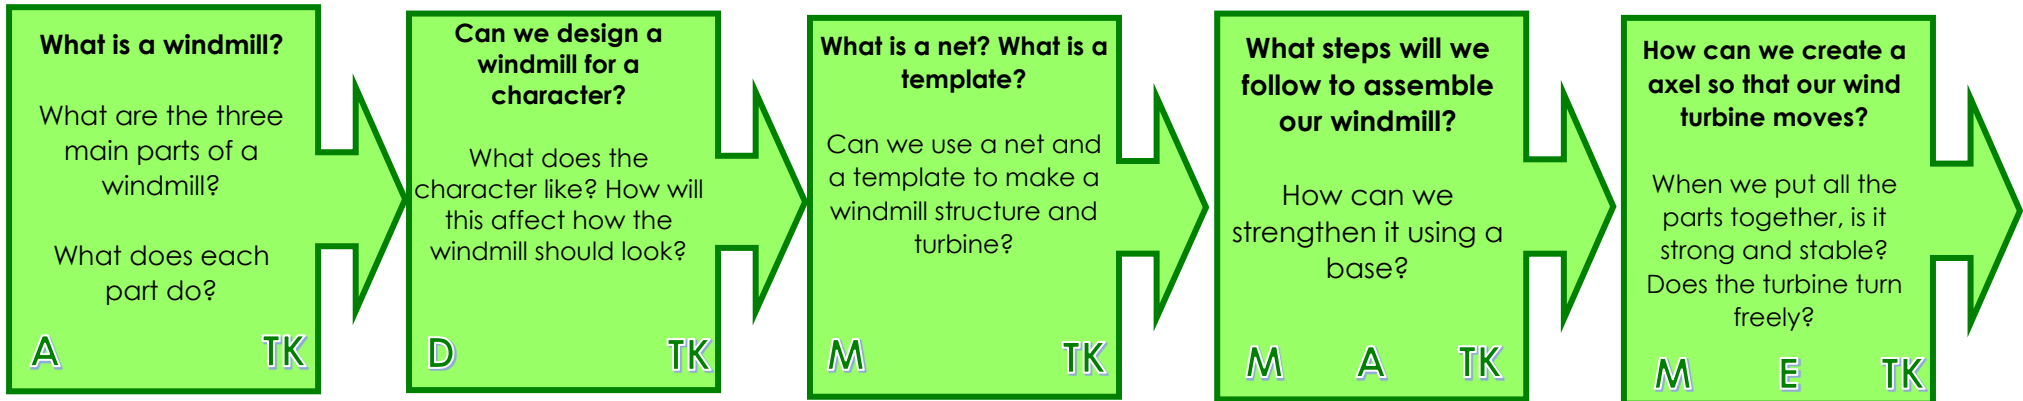 What is a windmill?
What are the three
main parts of a
windmill?
What does each
part do?
A TK
Can we design a
windmill for a
character?
What does the
character like? How will
this affect how the
windmill should look?
D TK
What is a net? What is a
template?
Can we use a net and
a template to make a
windmill structure and
turbine?
M TK
What steps will we
follow to assemble
our windmill?
How can we
strengthen it using a
base?
M A TK
How can we create a
axel so that our wind
turbine moves?
When we put all the
parts together, is it
strong and stable?
Does the turbine turn
freely?
M E TK